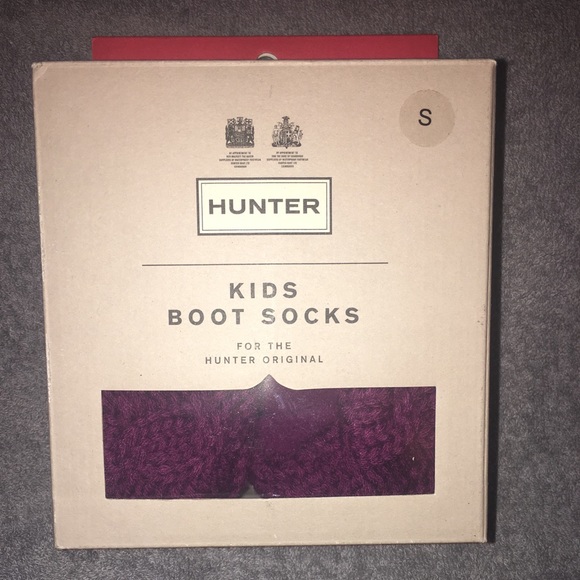 S
HUNTER
KIDS
BOOT SOCKS
FOR THE
HUNTER ORIGINAL